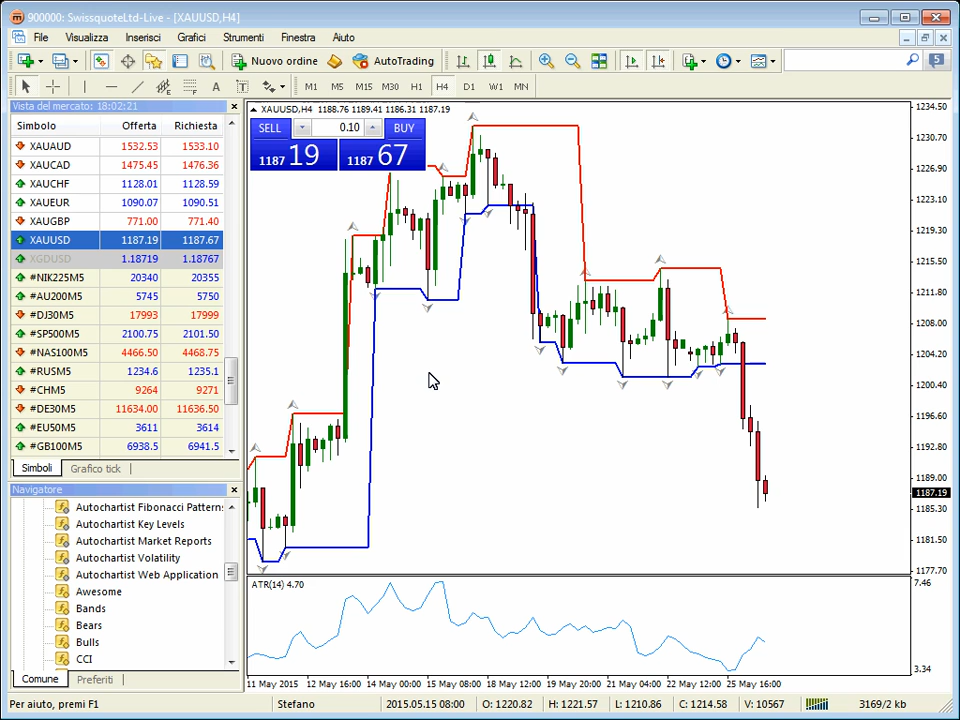 900000: SwissquoteLtd-Live - [XAUUSD,H4]
File Visualizza Inserisci Grafici Strumenti Finestra Aiuto
Nuovo ordine AutoTrading 5
A T M1 M5 M15 M30 H1 H4 D1 W1 MN
Vista del mercato: 18:02:21
Simbolo Offerta Richiesta
XAUAUD 1532.53 1533.10
XAUCAD 1475.45 1476.36
XAUCHF 1128.01 1128.59
XAUEUR 1090.07 1090.51
XAUGBP 771.00 771.40
XAUUSD 1187.19 1187.67
XGDUSD 1.18719 1.18767
#NIK225M5 20340 20355
#AU200M5 5745 5750
#DJ30M5 17993 17999
#SP500M5 2100.75 2101.50
#NAS100M5 4466.50 4468.75
#RUSM5 1234.6 1235.1
#CHM5 9264 9271
#DE30M5 11634.00 11636.50
#EU50M5 3611 3614
#GB100M5 6938.5 6941.5
Simboli Grafico tick
Navigatore
Autochartist Fibonacci Patterns
Autochartist Key Levels
Autochartist Market Reports
Autochartist Volatility
Autochartist Web Application
Awesome
Bands
Bears
Bulls
CCI
Comune Preferiti
XAUUSD,H4 1188.76 1189.41 1186.31 1187.19
SELL 0.10 BUY
1187 19 1187 67
1234.50
1230.70
1226.90
1223.10
1219.30
1215.50
1211.80
1208.00
1204.20
1200.40
1196.60
1192.80
1189.00
1187.19
1185.30
1181.50
1177.70
ATR(14) 4.70
7.46
3.34
11 May 2015 12 May 16:00 14 May 00:00 15 May 08:00 18 May 12:00 19 May 20:00 21 May 04:00 22 May 12:00 25 May 16:00
Per aiuto, premi F1 Stefano 2015.05.15 08:00 O: 1220.82 H: 1221.57 L: 1210.86 C: 1214.58 V: 10567 3169/2 kb